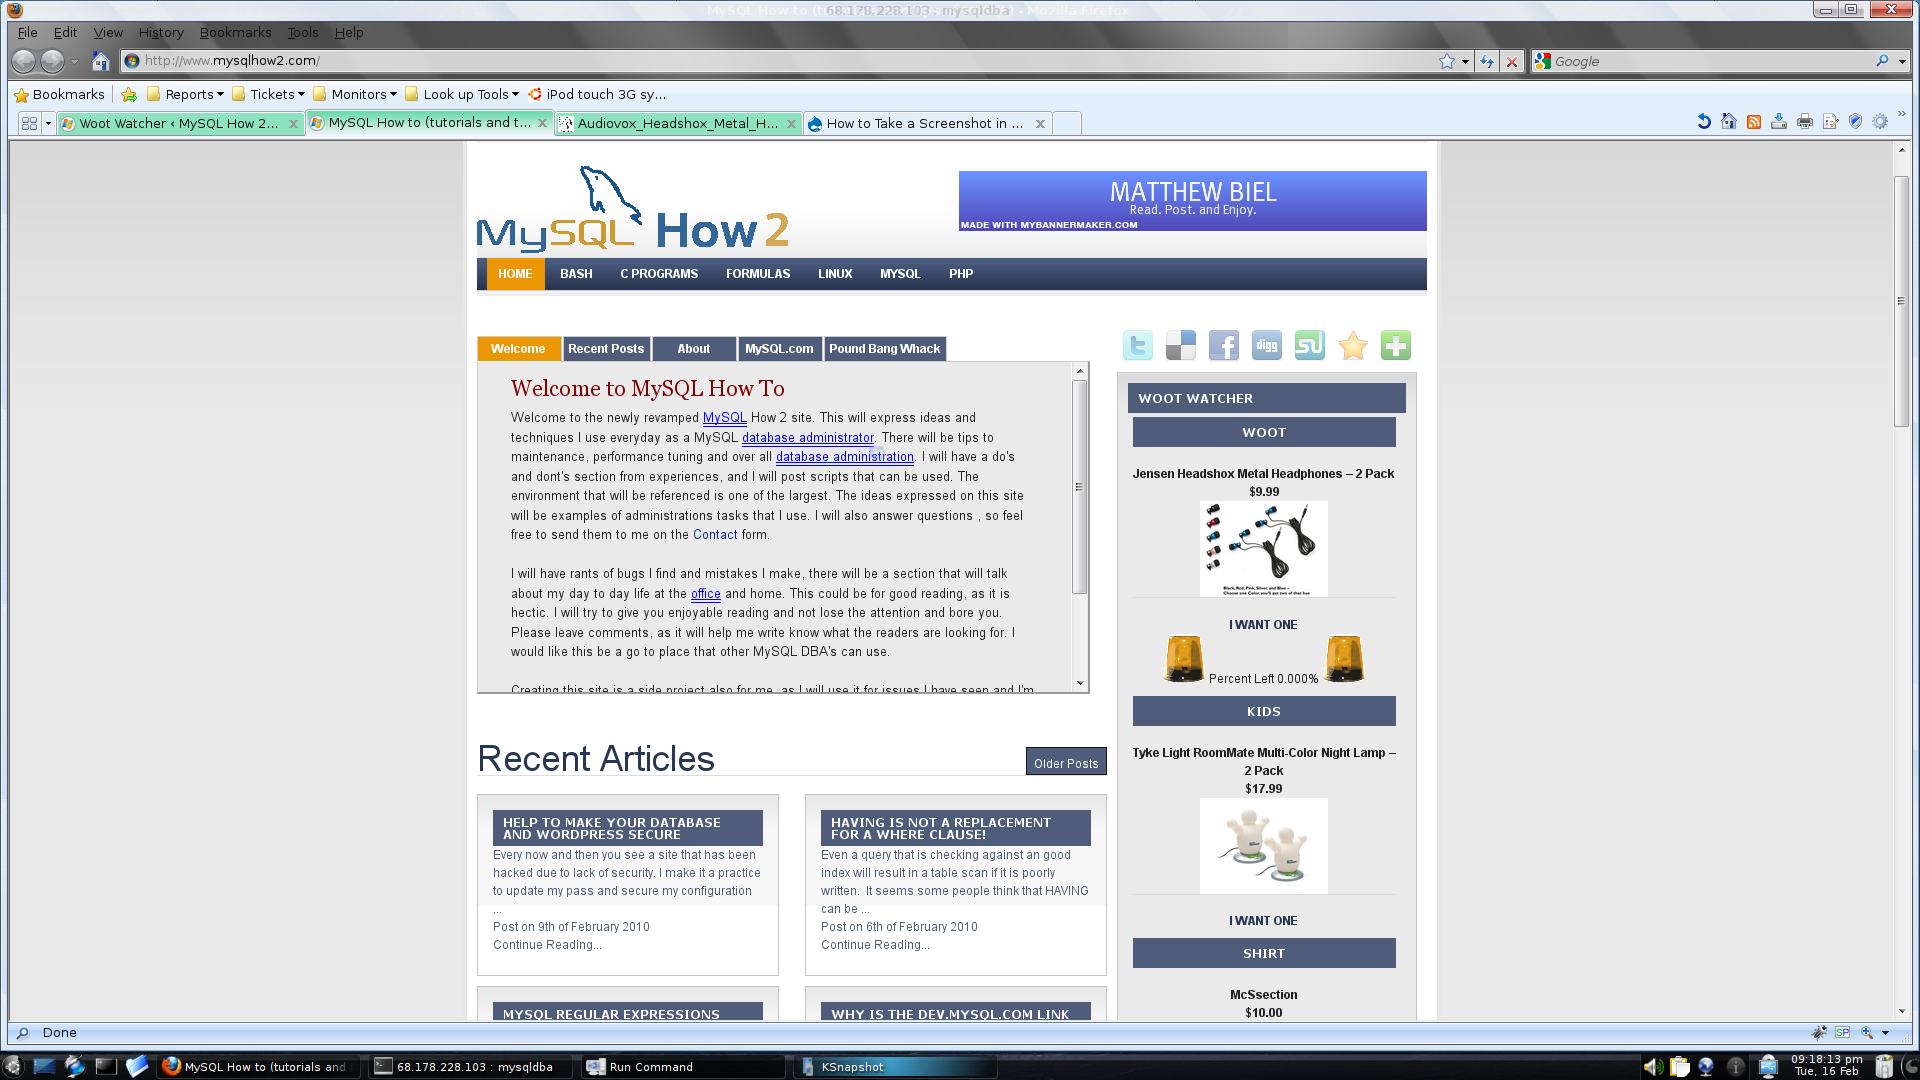 68.178.228.103 : mysqldba
File Edit View History Bookmarks Tools Help
http://www.mysqlhow2.com/
Google
Bookmarks Reports Tickets Monitors Look up Tools iPod touch 3G sy...
Woot Watcher ‹ MySQL How 2... MySQL How to (tutorials and t... Audiovox_Headshox_Metal_H... How to Take a Screenshot in ...
MySQL How 2
MATTHEW BIEL
Read. Post. and Enjoy.
MADE WITH MYBANNERMAKER.COM
HOME BASH C PROGRAMS FORMULAS LINUX MYSQL PHP
Welcome Recent Posts About MySQL.com Pound Bang Whack
Welcome to MySQL How To
Welcome to the newly revamped MySQL How 2 site. This will express ideas and
techniques I use everyday as a MySQL database administrator. There will be tips to
maintenance, performance tuning and over all database administration. I will have a do's
and dont's section from experiences, and I will post scripts that can be used. The
environment that will be referenced is one of the largest. The ideas expressed on this site
will be examples of administrations tasks that I use. I will also answer questions , so feel
free to send them to me on the Contact form.
I will have rants of bugs I find and mistakes I make, there will be a section that will talk
about my day to day life at the office and home. This could be for good reading, as it is
hectic. I will try to give you enjoyable reading and not lose the attention and bore you.
Please leave comments, as it will help me write know what the readers are looking for. I
would like this be a go to place that other MySQL DBA's can use.
Creating this site is a side project also for me, as I will use it for issues I have seen and I'm
Recent Articles
Older Posts
HELP TO MAKE YOUR DATABASE
AND WORDPRESS SECURE
Every now and then you see a site that has been
hacked due to lack of security. I make it a practice
to update my pass and secure my configuration
...
Post on 9th of February 2010
Continue Reading...
HAVING IS NOT A REPLACEMENT
FOR A WHERE CLAUSE!
Even a query that is checking against an good
index will result in a table scan if it is poorly
written. It seems some people think that HAVING
can be ...
Post on 6th of February 2010
Continue Reading...
MYSQL REGULAR EXPRESSIONS
WHY IS THE DEV.MYSQL.COM LINK
digg
WOOT WATCHER
WOOT
Jensen Headshox Metal Headphones – 2 Pack
$9.99
Black, Red, Pink, Silver, and Blue –
Choose one Color, you'll get two of that hue
I WANT ONE
Percent Left 0.000%
KIDS
Tyke Light RoomMate Multi-Color Night Lamp –
2 Pack
$17.99
I WANT ONE
SHIRT
McSsection
$10.00
Done
SP
MySQL How to (tutorials and 68.178.228.103 : mysqldba Run Command KSnapshot
09:18:13 pm
Tue, 16 Feb